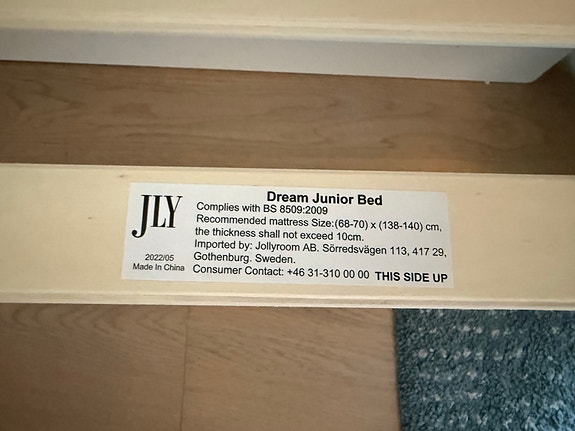 JLY
Dream Junior Bed
Complies with BS 8509:2009
Recommended mattress Size:(68-70) x (138-140) cm,
the thickness shall not exceed 10cm.
Imported by: Jollyroom AB. Sörredsvägen 113, 417 29,
Gothenburg. Sweden.
Consumer Contact: +46 31-310 00 00 THIS SIDE UP
2022/05
Made In China